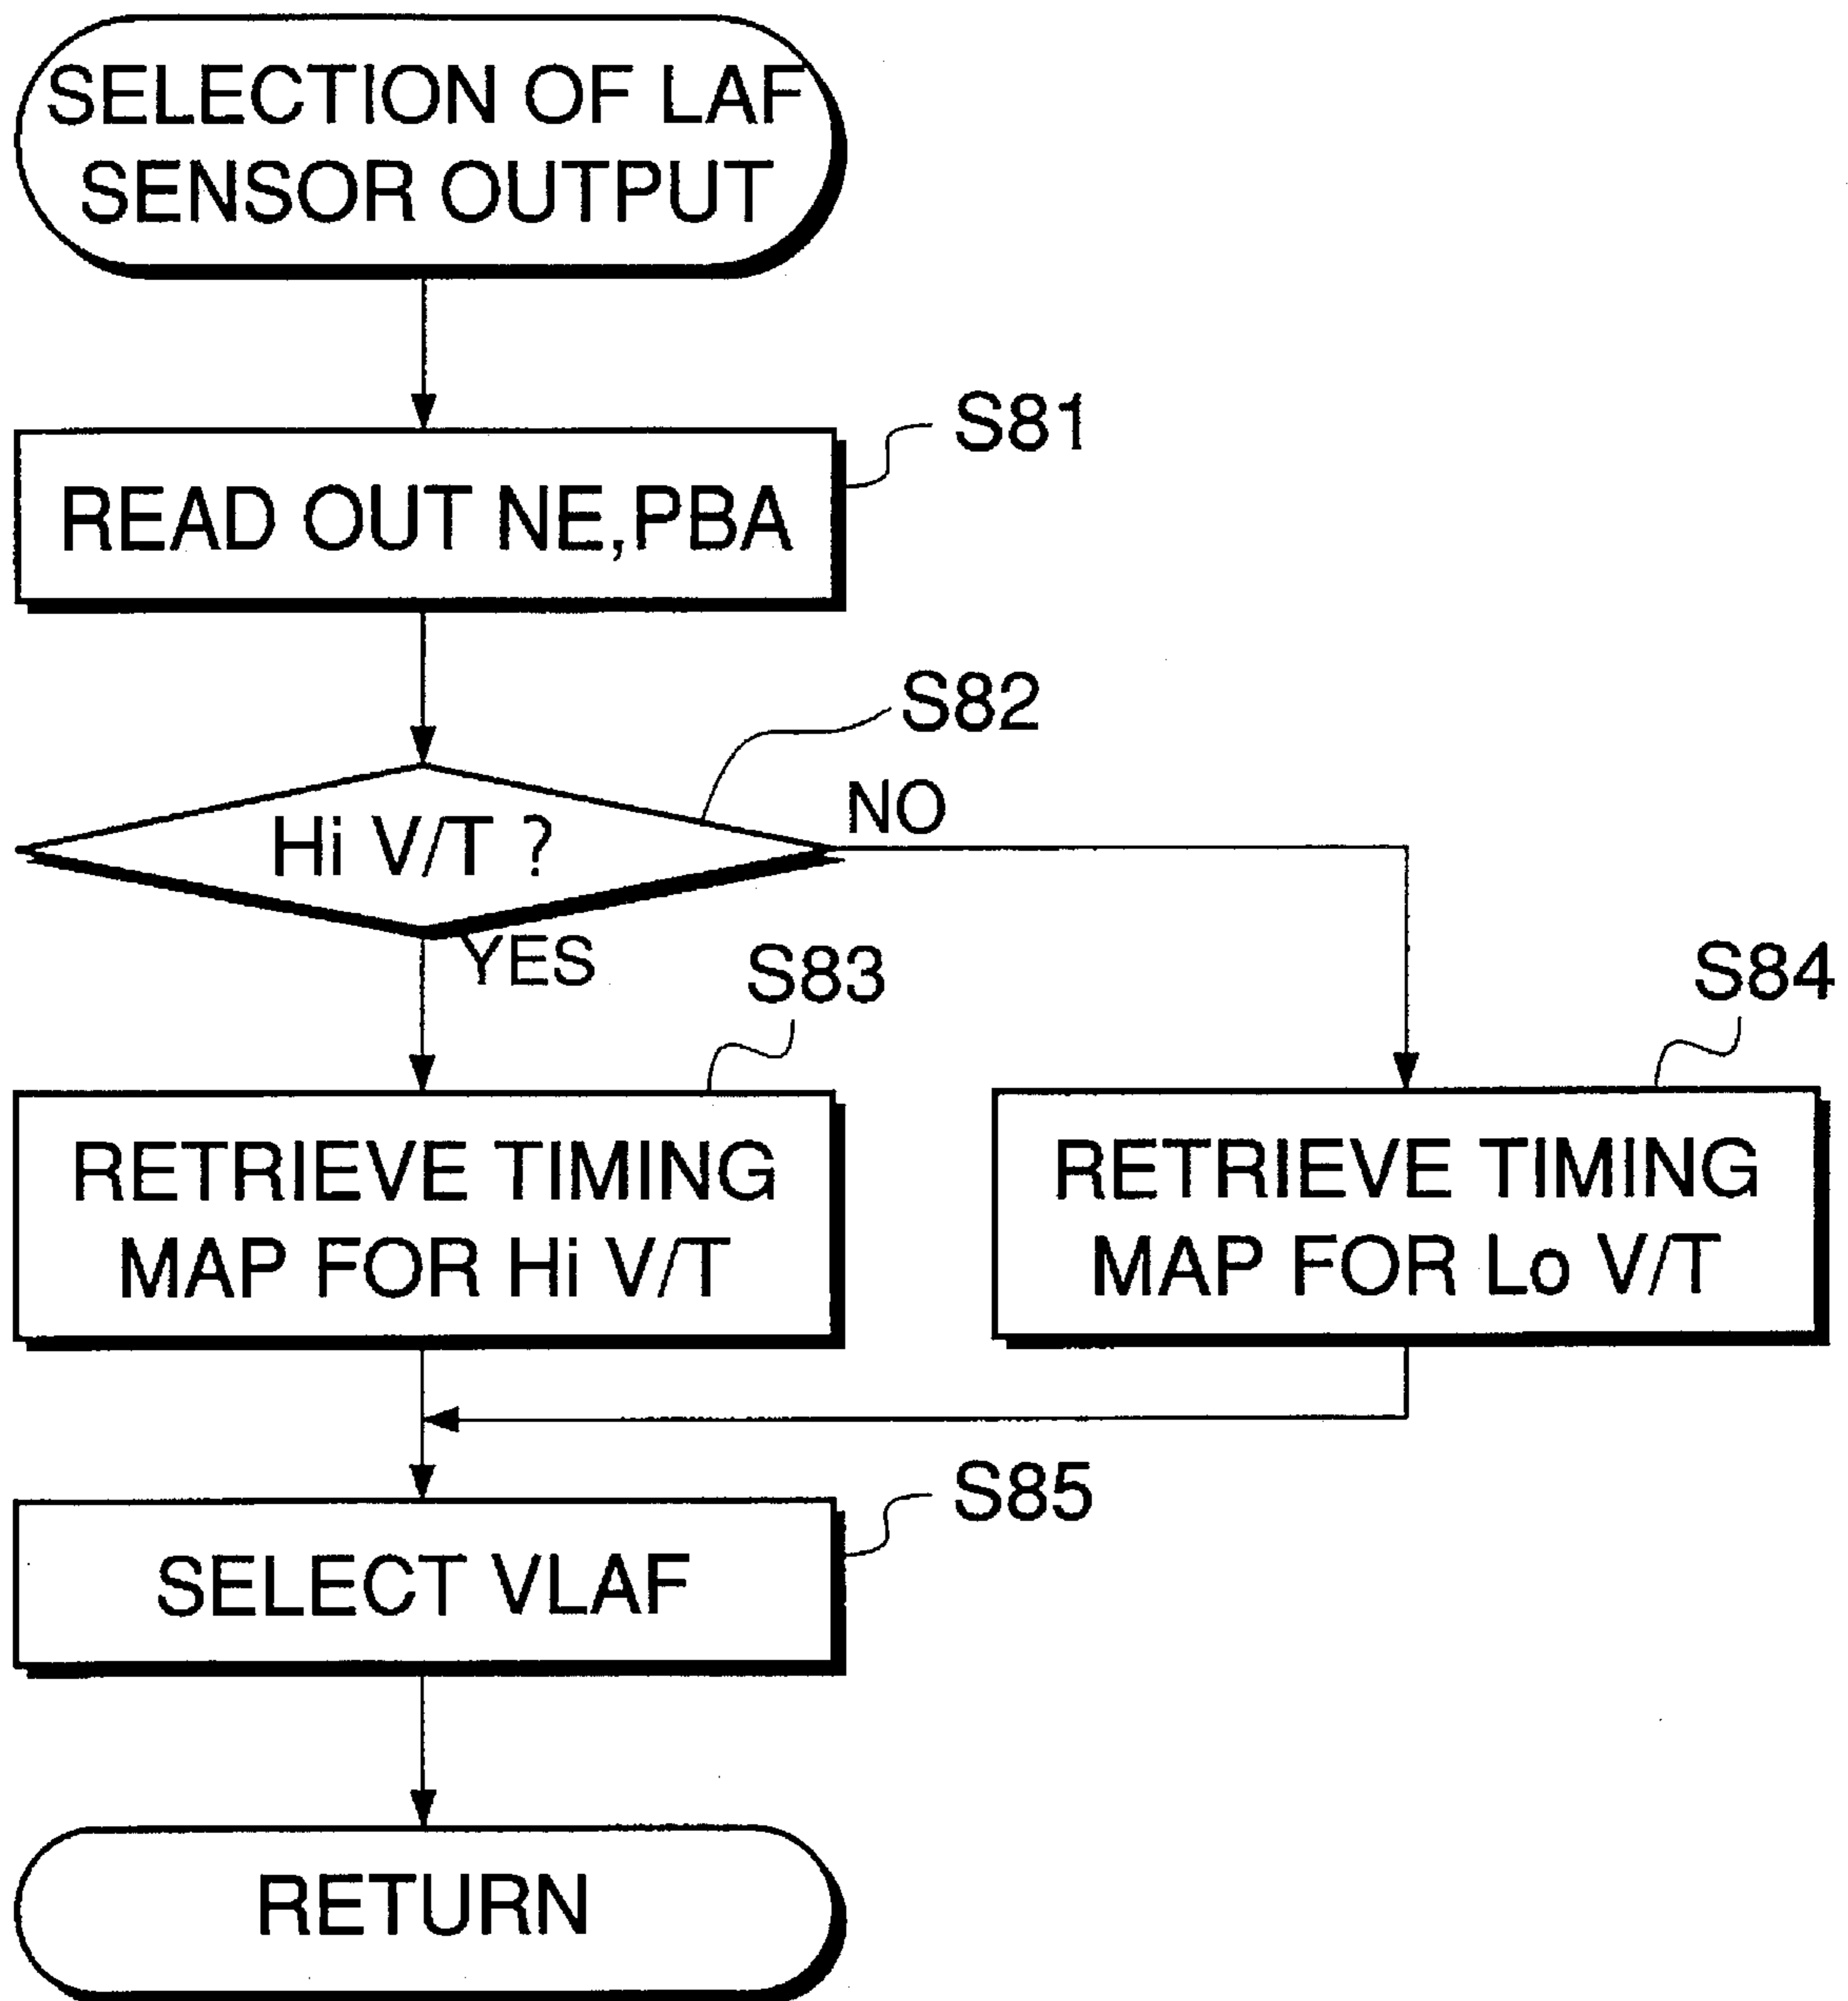 SELECTION OF LAF
SENSOR OUTPUT
S81
READ OUT NE,PBA
S82
Hi V/T ?
NO
YES
S83
S84
RETRIEVE TIMING
MAP FOR Hi V/T
RETRIEVE TIMING
MAP FOR Lo V/T
S85
SELECT VLAF
RETURN